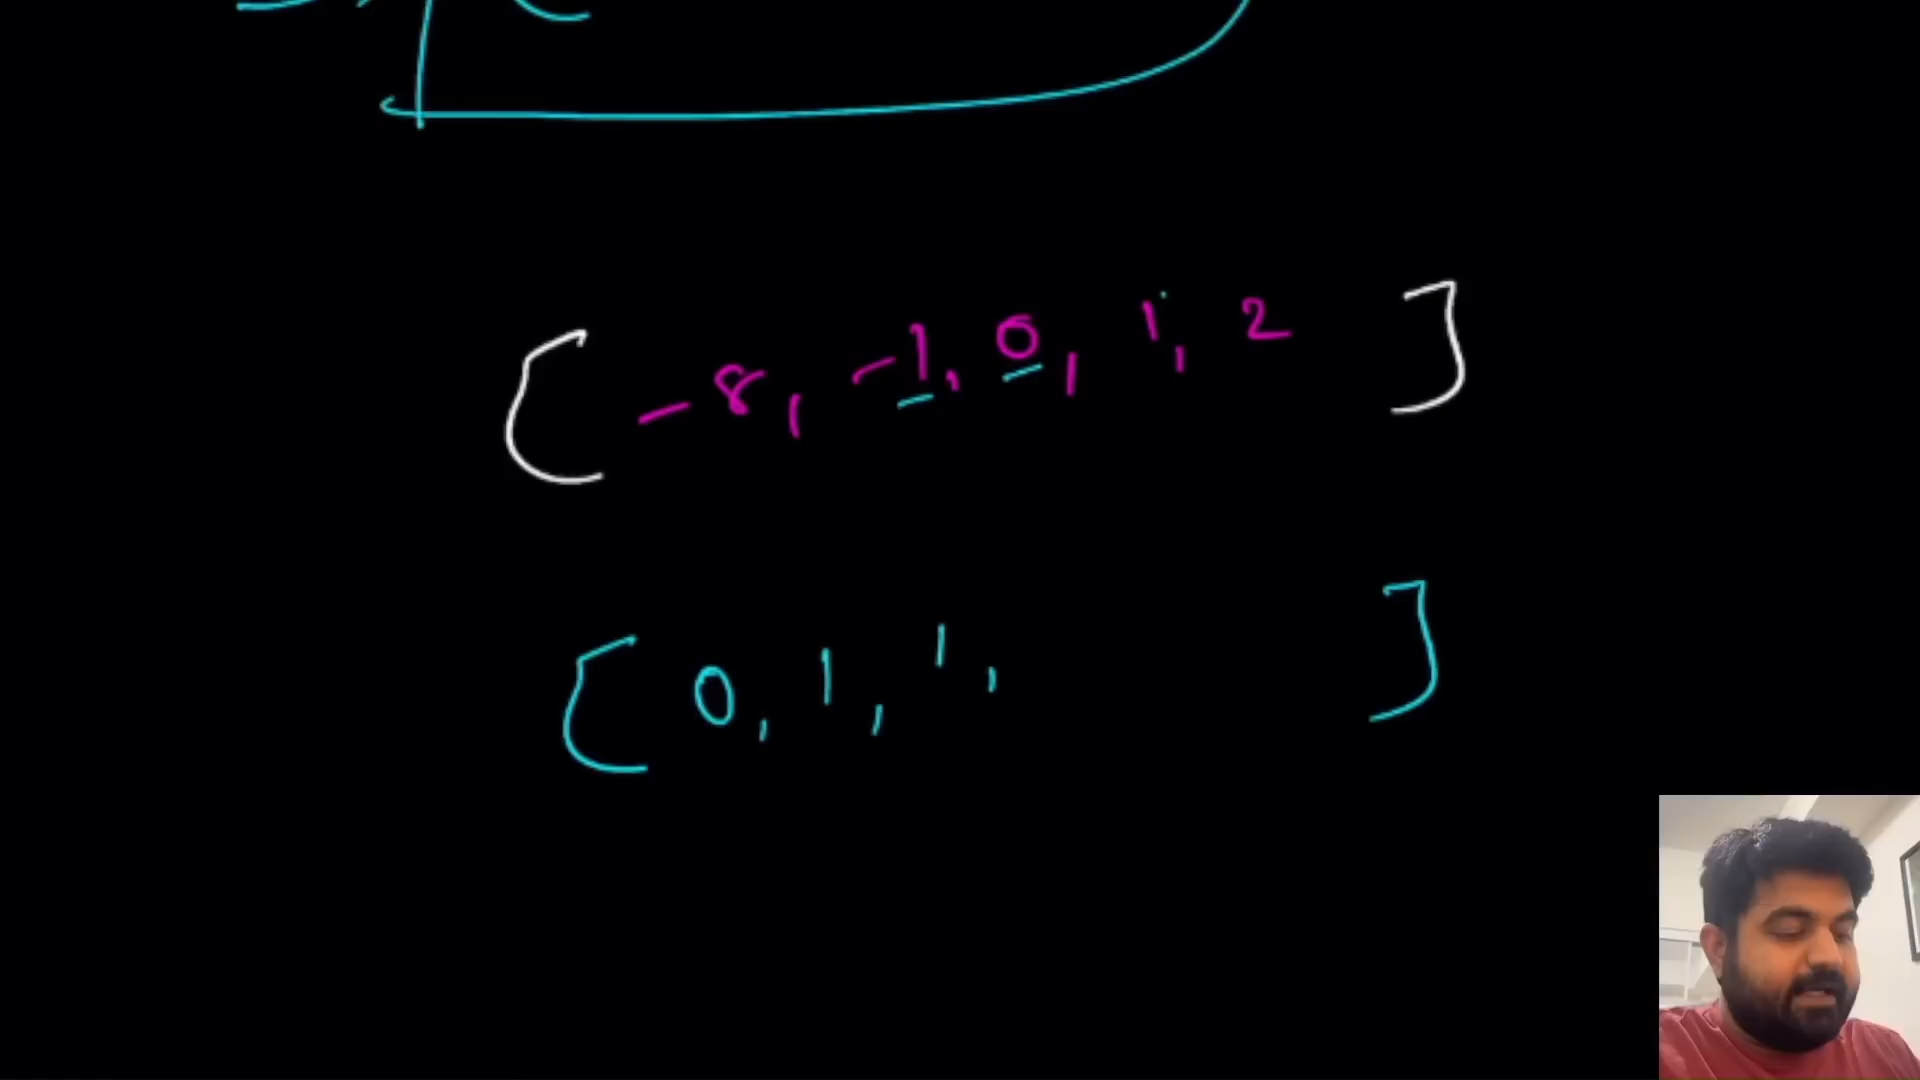 [ -8, -1, 0, 1, 2 ]
[ 0, 1, 1, ]